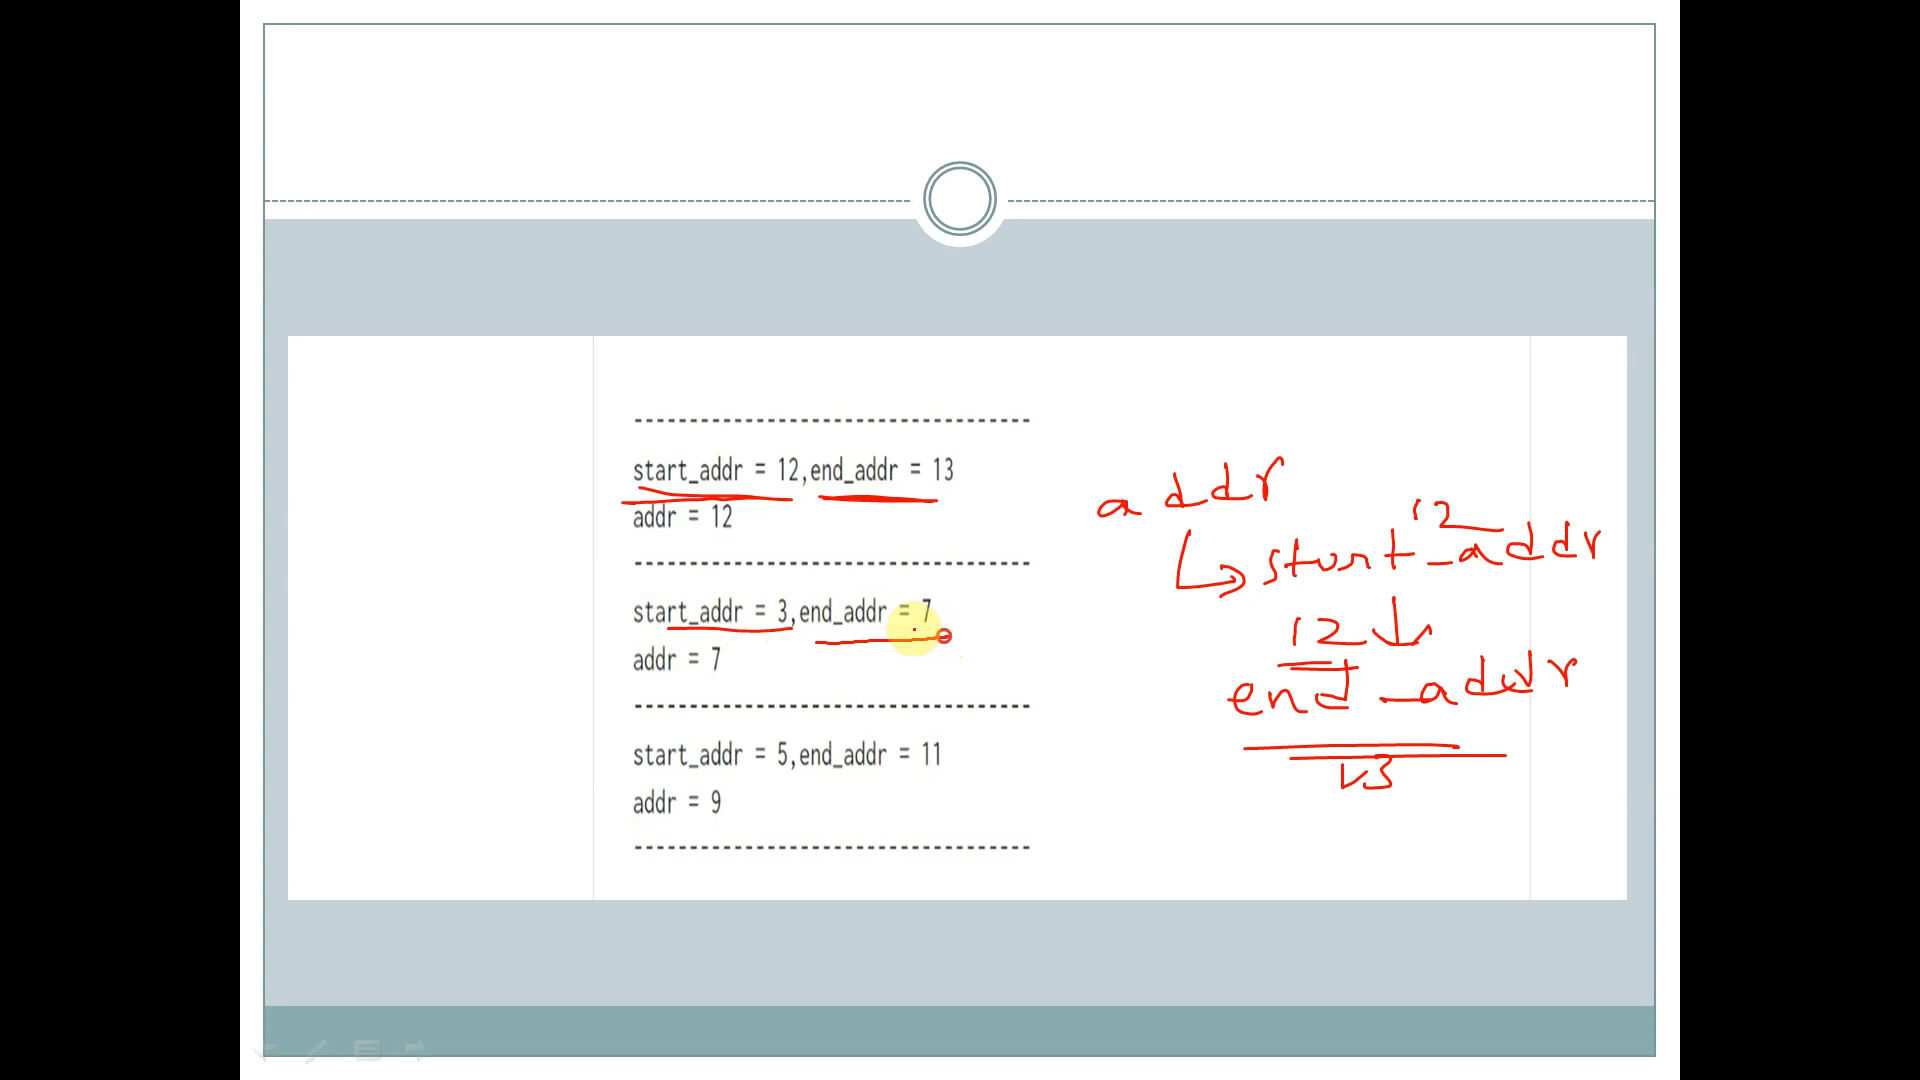 -----------------------------------
start_addr = 12,end_addr = 13
addr = 12
-----------------------------------
start_addr = 3,end_addr = 7
addr = 7
-----------------------------------
start_addr = 5,end_addr = 11
addr = 9
-----------------------------------
addr
12
start_addr
12
end_addr
13